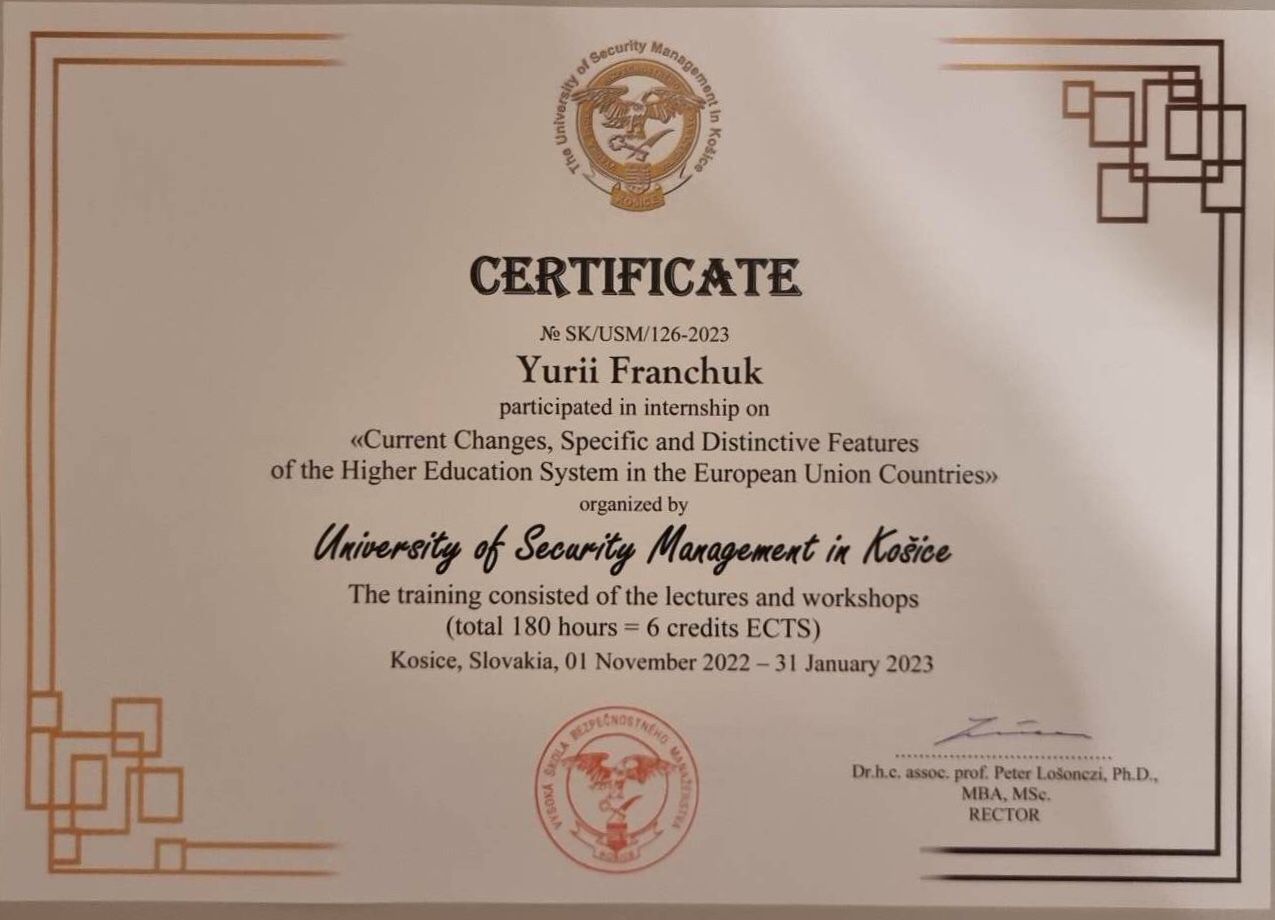 The University of Security Management in Košice
KOŠICE
CERTIFICATE
№ SK/USM/126-2023
Yurii Franchuk
participated in internship on
«Current Changes, Specific and Distinctive Features
of the Higher Education System in the European Union Countries»
organized by
University of Security Management in Košice
The training consisted of the lectures and workshops
(total 180 hours = 6 credits ECTS)
Kosice, Slovakia, 01 November 2022 – 31 January 2023
VYSOKÁ ŠKOLA BEZPEČNOSTNÉHO MANAŽÉRSTVA
KOŠICE
Dr.h.c. assoc. prof. Peter Lošonczi, Ph.D.,
MBA, MSc.
RECTOR